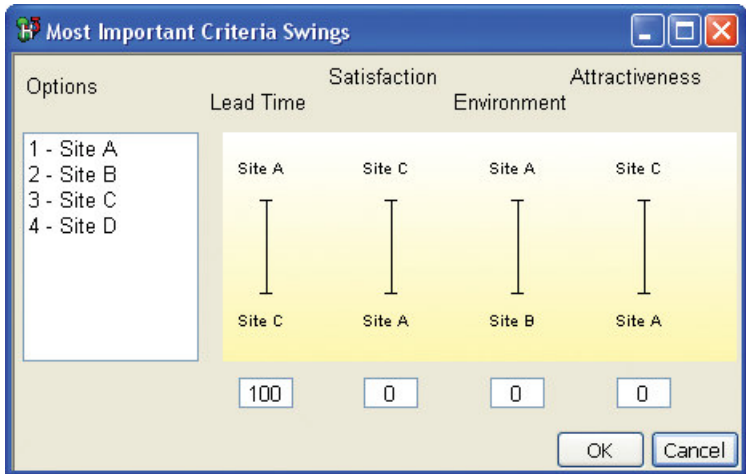 Most Important Criteria Swings
Options
Lead Time
Satisfaction
Environment
Attractiveness
1 - Site A
2 - Site B
3 - Site C
4 - Site D
Site A Site C Site A Site C
Site C Site A Site B Site A
100 0 0 0
OK Cancel